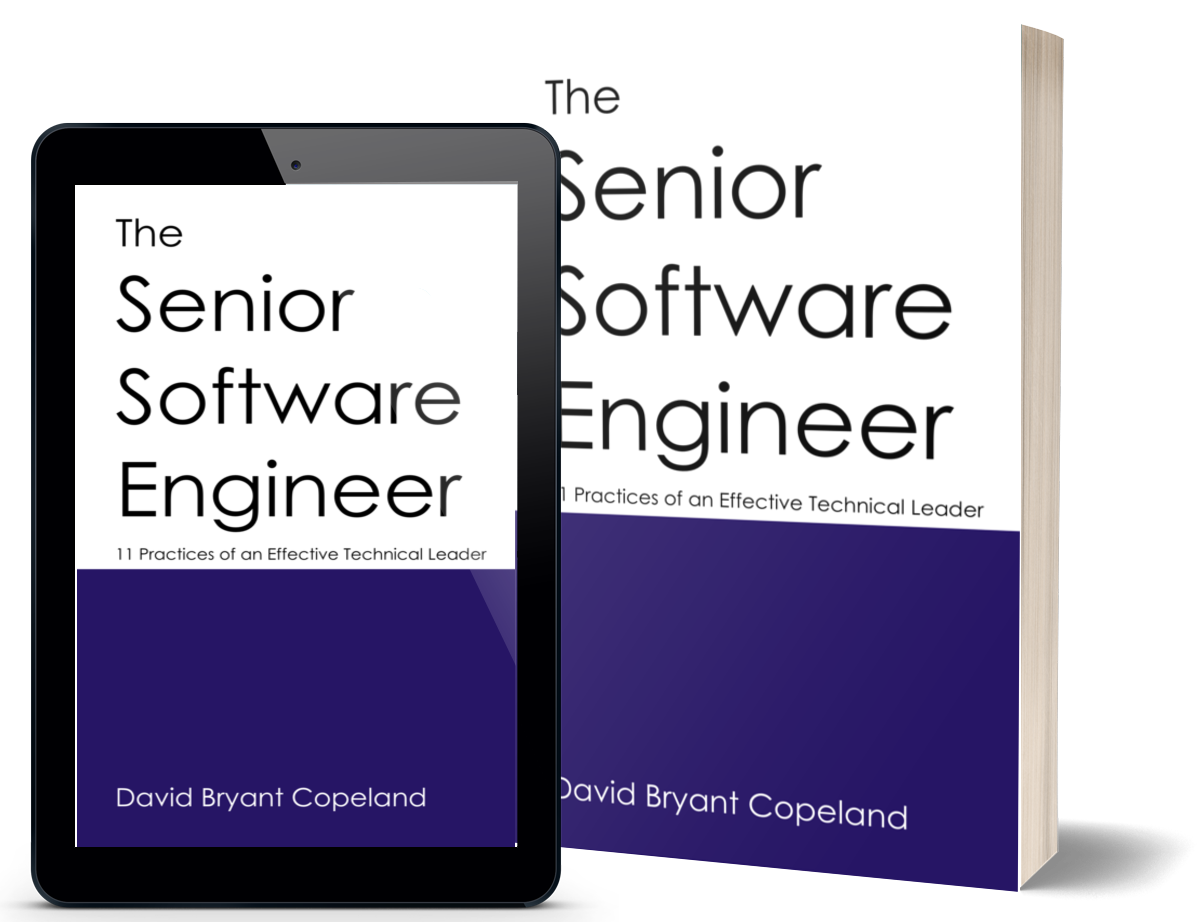 The
Senior
Software
Engineer
11 Practices of an Effective Technical Leader
David Bryant Copeland
The
Senior
Software
Engineer
1 Practices of an Effective Technical Leader
David Bryant Copeland